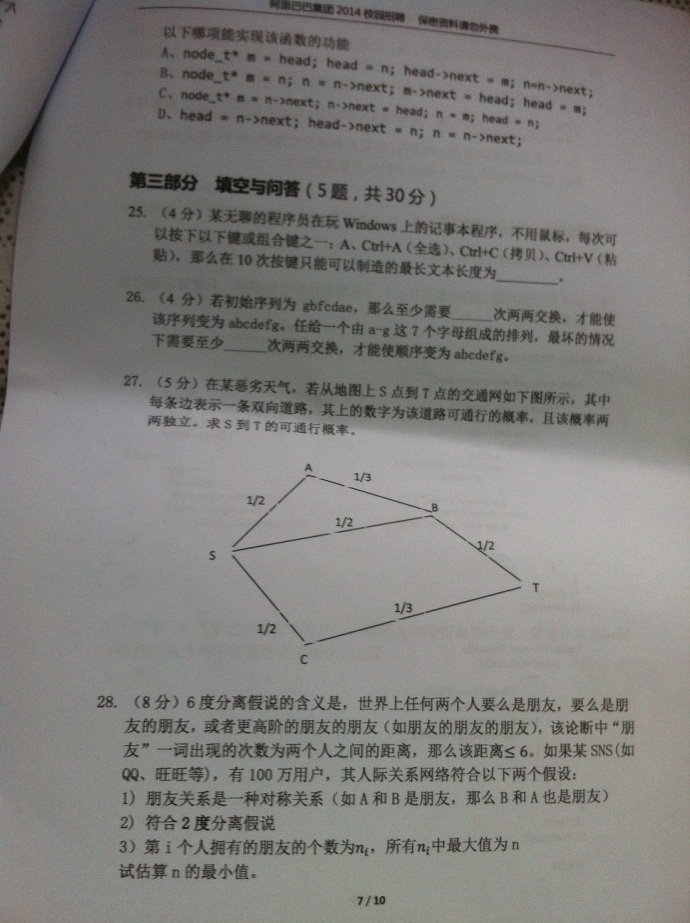 阿里巴巴集团 2014 校园招聘 保密资料请勿外携
以下哪项能实现该函数的功能
A、node_t* m = head; head = n; head->next = m; n=n->next;
B、node_t* m = n; n = n->next; m->next = head; head = m;
C、node_t* m = n->next; n->next = head; n = m; head = n;
D、head = n->next; head->next = n; n = n->next;
第三部分 填空与问答（5 题，共 30 分）
25. （4 分）某无聊的程序员在玩 Windows 上的记事本程序，不用鼠标，每次可
以按下以下键或组合键之一：A、Ctrl+A（全选）、Ctrl+C（拷贝）、Ctrl+V（粘
贴），那么在 10 次按键只能可以制造的最长文本长度为______。
26. （4 分）若初始序列为 gbfcdae，那么至少需要_____次两两交换，才能使
该序列变为 abcdefg。任给一个由 a-g 这 7 个字母组成的排列，最坏的情况
下需要至少_____次两两交换，才能使顺序变为 abcdefg。
27. （5 分）在某恶劣天气，若从地图上 S 点到 T 点的交通网如下图所示，其中
每条边表示一条双向道路，其上的数字为该道路可通行的概率，且该概率两
两独立。求 S 到 T 的可通行概率。
A
1/3
1/2
B
1/2
1/2
S
T
1/3
1/2
C
28. （8 分）6 度分离假说的含义是，世界上任何两个人要么是朋友，要么是朋
友的朋友，或者更高阶的朋友的朋友（如朋友的朋友的朋友），该论断中“朋
友”一词出现的次数为两个人之间的距离，那么该距离≤ 6。如果某 SNS(如
QQ、旺旺等)，有 100 万用户，其人际关系网络符合以下两个假设：
1) 朋友关系是一种对称关系（如 A 和 B 是朋友，那么 B 和 A 也是朋友）
2) 符合 2 度分离假说
3) 第 i 个人拥有的朋友的个数为nᵢ，所有nᵢ中最大值为 n
试估算 n 的最小值。
7 / 10